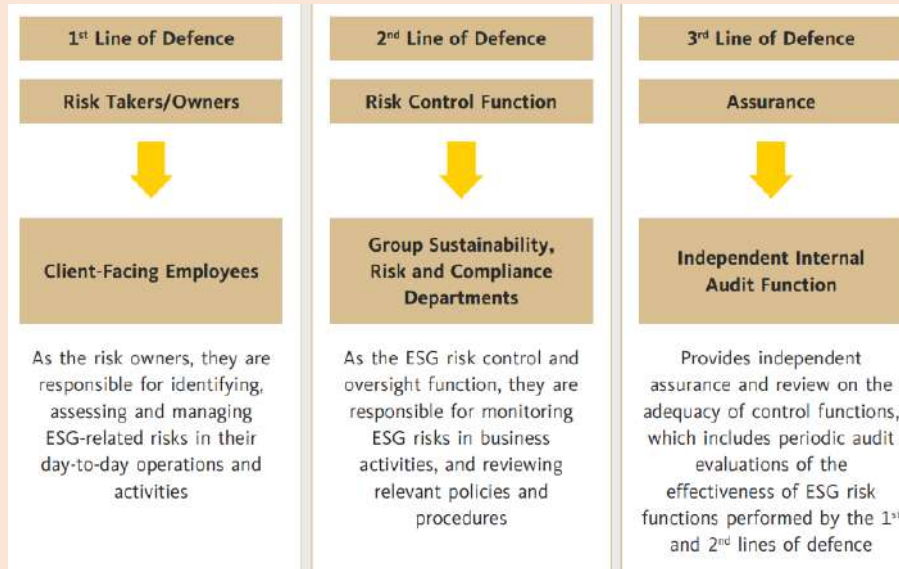 1st Line of Defence
Risk Takers/Owners
Client-Facing Employees
As the risk owners, they are
responsible for identifying,
assessing and managing
ESG-related risks in their
day-to-day operations and
activities
2nd Line of Defence
Risk Control Function
Group Sustainability,
Risk and Compliance
Departments
As the ESG risk control and
oversight function, they are
responsible for monitoring
ESG risks in business
activities, and reviewing
relevant policies and
procedures
3rd Line of Defence
Assurance
Independent Internal
Audit Function
Provides independent
assurance and review on the
adequacy of control functions,
which includes periodic audit
evaluations of the
effectiveness of ESG risk
functions performed by the 1st
and 2nd lines of defence